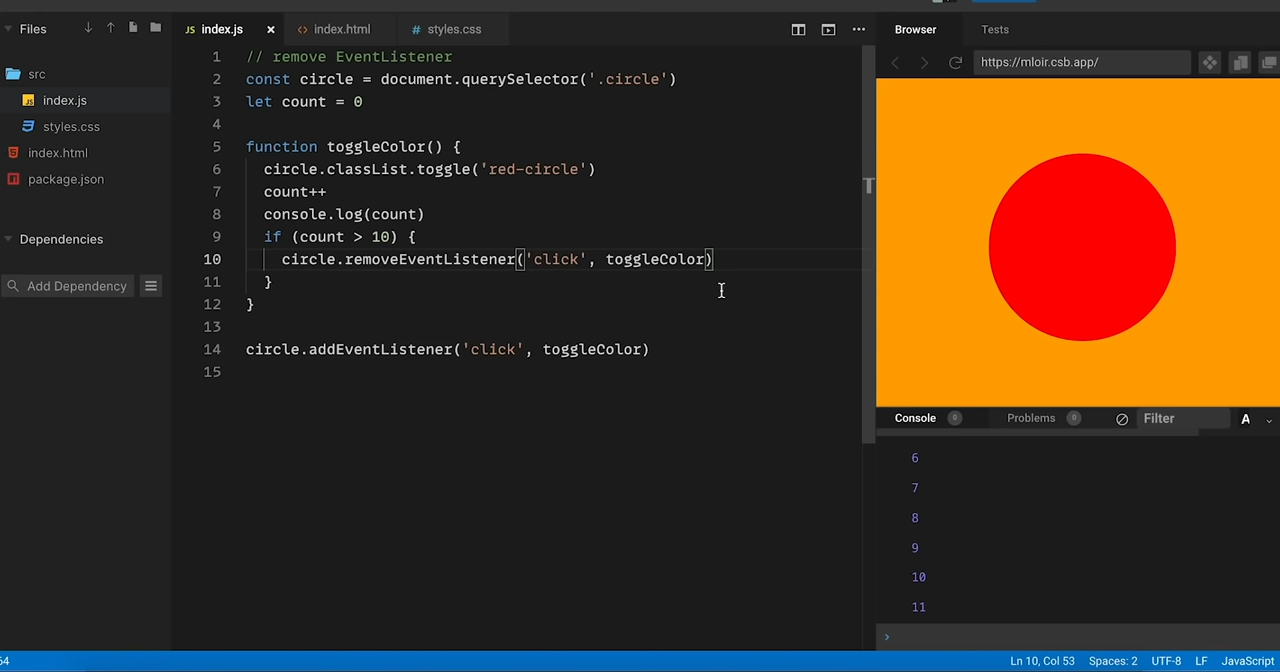 Files
src
index.js
styles.css
index.html
package.json
Dependencies
Add Dependency
JS index.js
<> index.html
# styles.css
1 // remove EventListener
2 const circle = document.querySelector('.circle')
3 let count = 0
4
5 function toggleColor() {
6 circle.classList.toggle('red-circle')
7 count++
8 console.log(count)
9 if (count > 10) {
10 circle.removeEventListener('click', toggleColor)
11 }
12 }
13
14 circle.addEventListener('click', toggleColor)
15
Browser Tests
https://mloir.csb.app/
T
Console 0 Problems 0 Filter A
6
7
8
9
10
11
›
64 Ln 10, Col 53 Spaces: 2 UTF-8 LF JavaScript